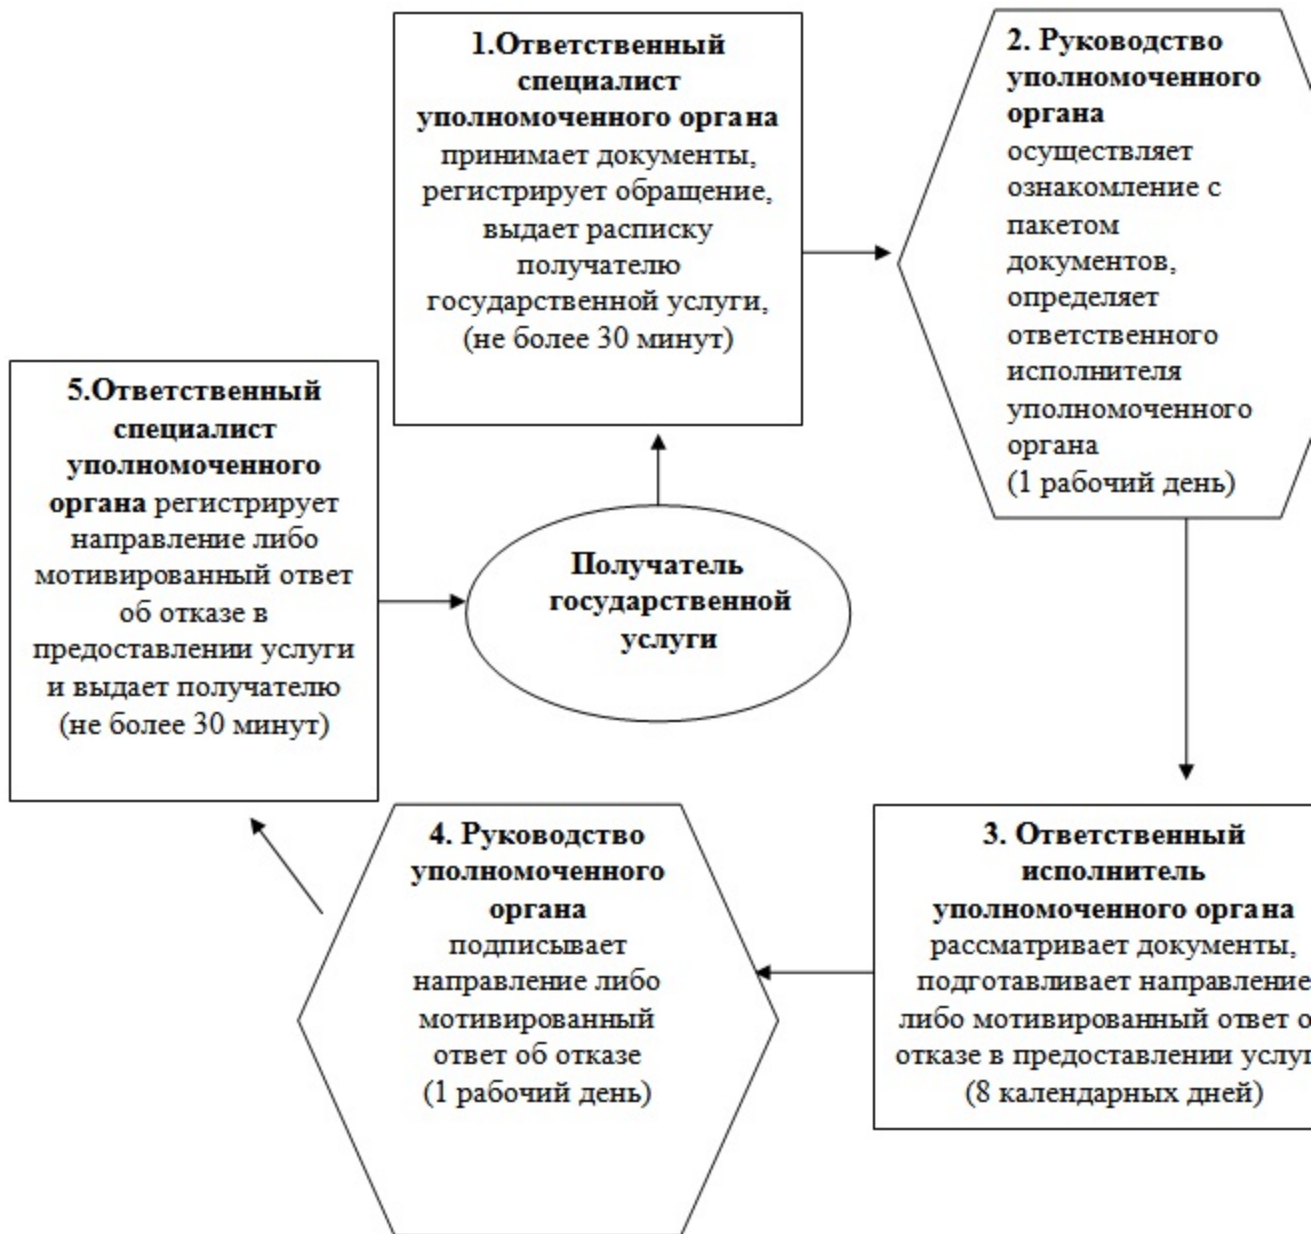 1.Ответственный
специалист
уполномоченного органа
принимает документы,
регистрирует обращение,
выдает расписку
получателю
государственной услуги,
(не более 30 минут)
2. Руководство
уполномоченного
органа
осуществляет
ознакомление с
пакетом
документов,
определяет
ответственного
исполнителя
уполномоченного
органа
(1 рабочий день)
5.Ответственный
специалист
уполномоченного
органа регистрирует
направление либо
мотивированный ответ
об отказе в
предоставлении услуги
и выдает получателю
(не более 30 минут)
Получатель
государственной
услуги
4. Руководство
уполномоченного
органа
подписывает
направление либо
мотивированный
ответ об отказе
(1 рабочий день)
3. Ответственный
исполнитель
уполномоченного органа
рассматривает документы,
подготавливает направление
либо мотивированный ответ
отказе в предоставлении
(8 календарных дней)